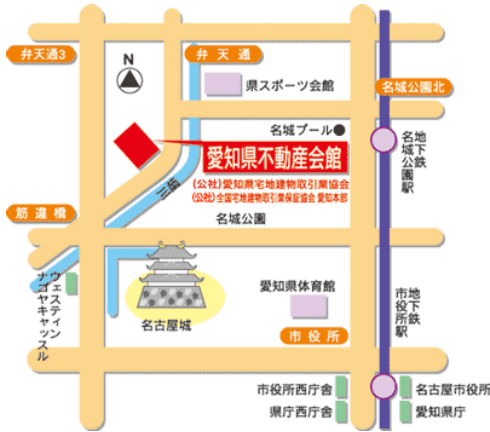 弁天通3
弁天通
N
県スポーツ会館
名城公園北
名城プール
地下鉄
名城公園駅
愛知県不動産会館
(公社)愛知県宅地建物取引業協会
(公社)全国宅地建物取引業保証協会 愛知本部
堀川
筋違橋
名城公園
ウェスティン
ナゴヤキャッスル
名古屋城
愛知県体育館
地下鉄
市役所駅
市役所
市役所西庁舎
名古屋市役所
県庁西庁舎
愛知県庁